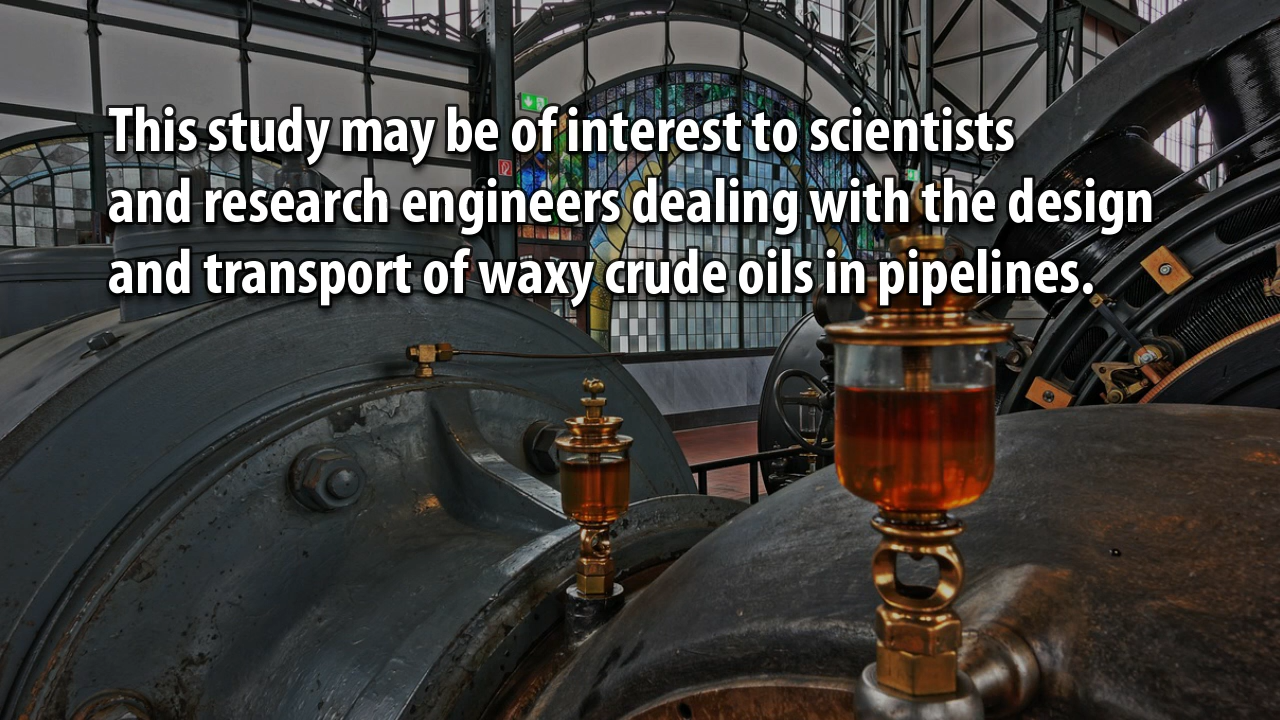 This study may be of interest to scientists
and research engineers dealing with the design
and transport of waxy crude oils in pipelines.